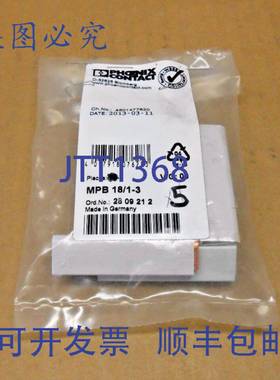 盗图必究
PHOENIX
CONTACT
D-32825 Blomberg
DATE: 2013-03-11
JTT1368
MPB 18/1-3
Ord.No.: 28 09 21 2
Made in Germany
5
可开发票 顺丰包邮